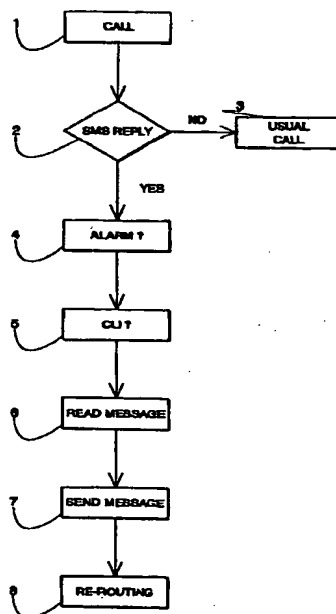 1
CALL
2
SMS REPLY
NO
3
USUAL
CALL
YES
4
ALARM ?
5
CLI ?
6
READ MESSAGE
7
SEND MESSAGE
RE-ROUTING